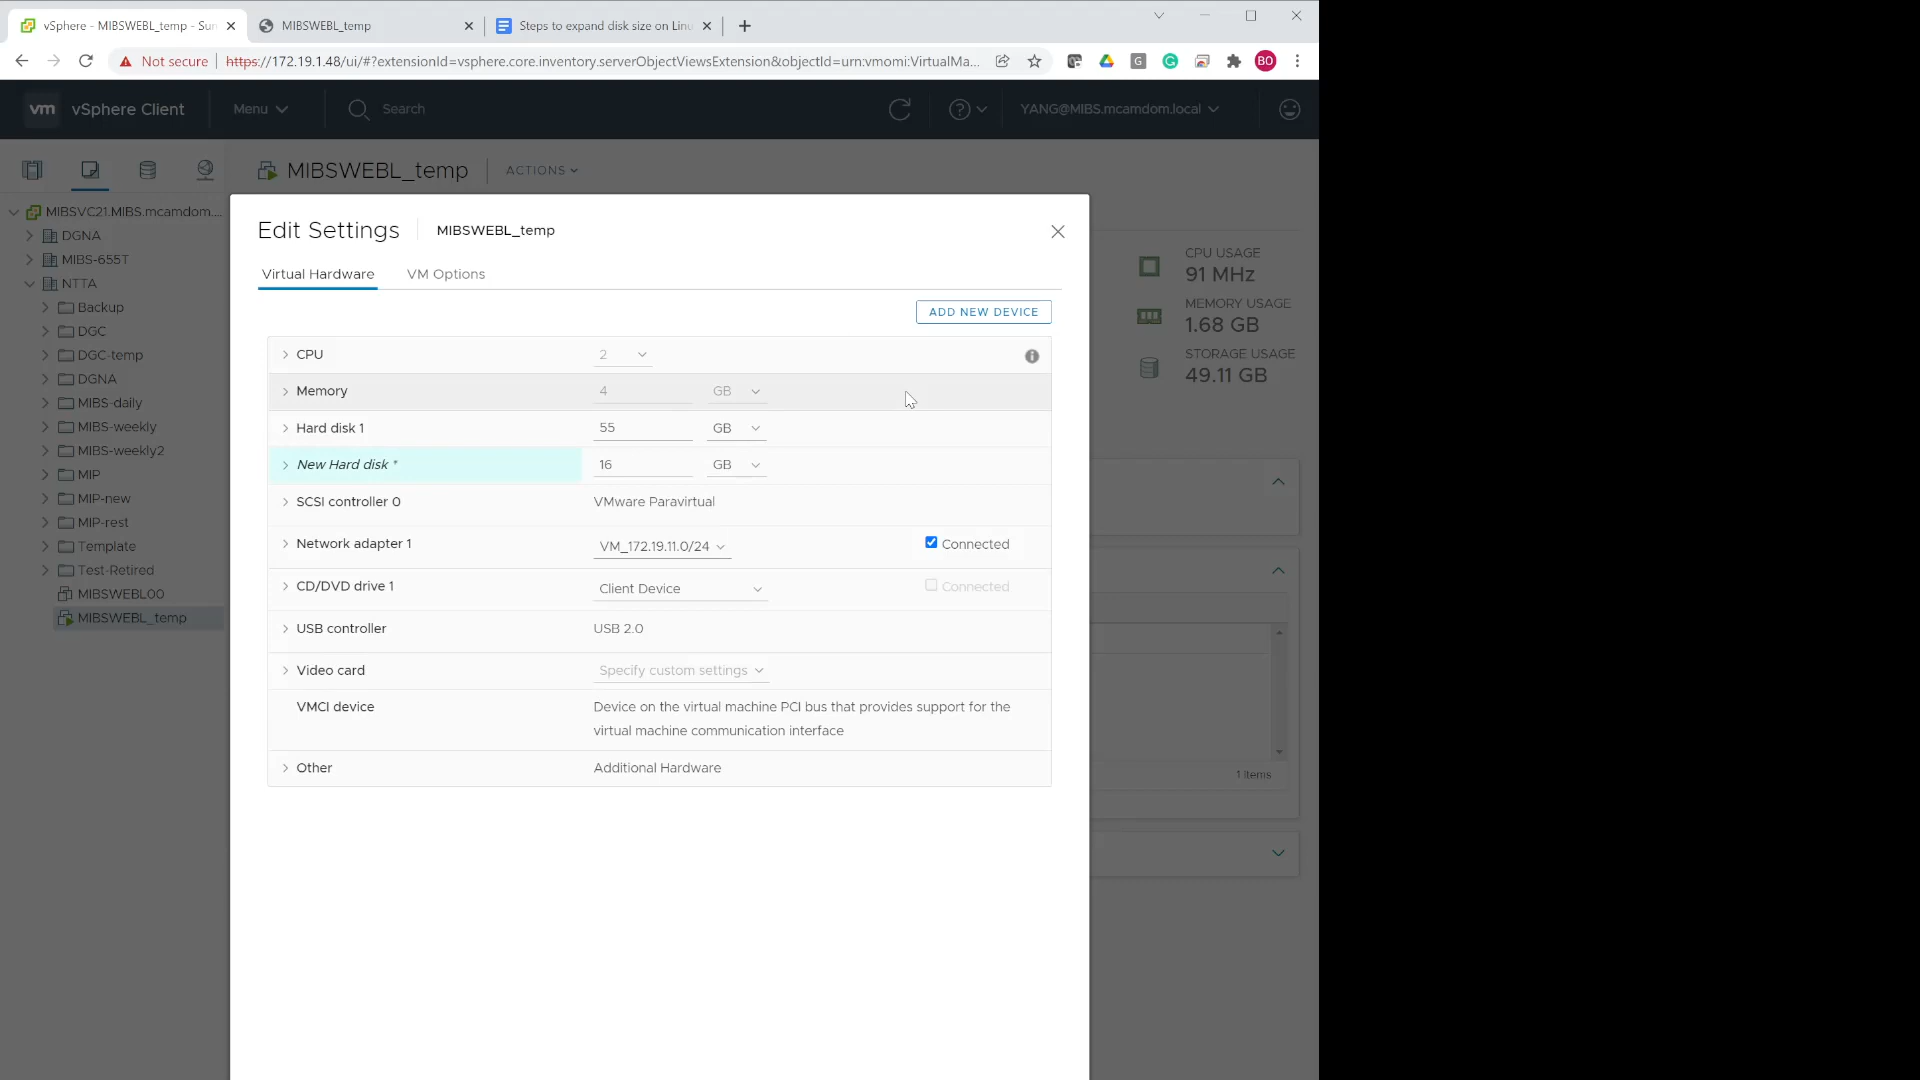 vSphere - MIBSWEBL_temp - Sum
MIBSWEBL_temp
Steps to expand disk size on Linu
Not secure
https://172.19.1.48/ui/#?extensionId=vsphere.core.inventory.serverObjectViewsExtension&objectId=urn:vmomi:VirtualMa...
G
BO
vm
vSphere Client
Menu
Search
YANG@MIBS.mcamdom.local
MIBSWEBL_temp
ACTIONS
MIBSVC21.MIBS.mcamdom....
DGNA
MIBS-655T
NTTA
Backup
DGC
DGC-temp
DGNA
MIBS-daily
MIBS-weekly
MIBS-weekly2
MIP
MIP-new
MIP-rest
Template
Test-Retired
MIBSWEBL00
MIBSWEBL_temp
Edit Settings
MIBSWEBL_temp
Virtual Hardware
VM Options
ADD NEW DEVICE
CPU
2
Memory
4
GB
Hard disk 1
55
GB
New Hard disk *
16
GB
SCSI controller 0
VMware Paravirtual
Network adapter 1
VM_172.19.11.0/24
Connected
CD/DVD drive 1
Client Device
Connected
USB controller
USB 2.0
Video card
Specify custom settings
VMCI device
Device on the virtual machine PCI bus that provides support for the
virtual machine communication interface
Other
Additional Hardware
CPU USAGE
91 MHz
MEMORY USAGE
1.68 GB
STORAGE USAGE
49.11 GB
1 items